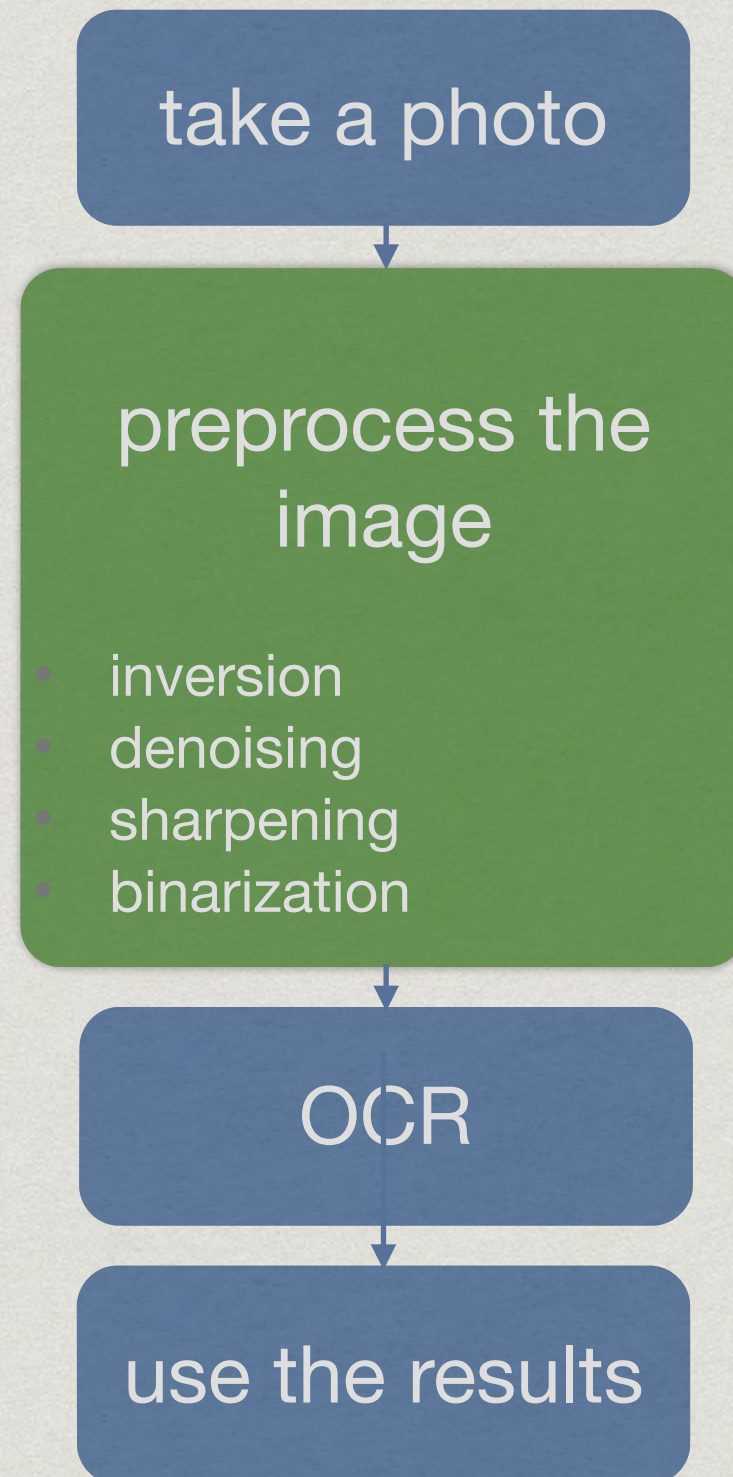 take a photo
preprocess the
image
• inversion
• denoising
• sharpening
• binarization
OCR
use the results